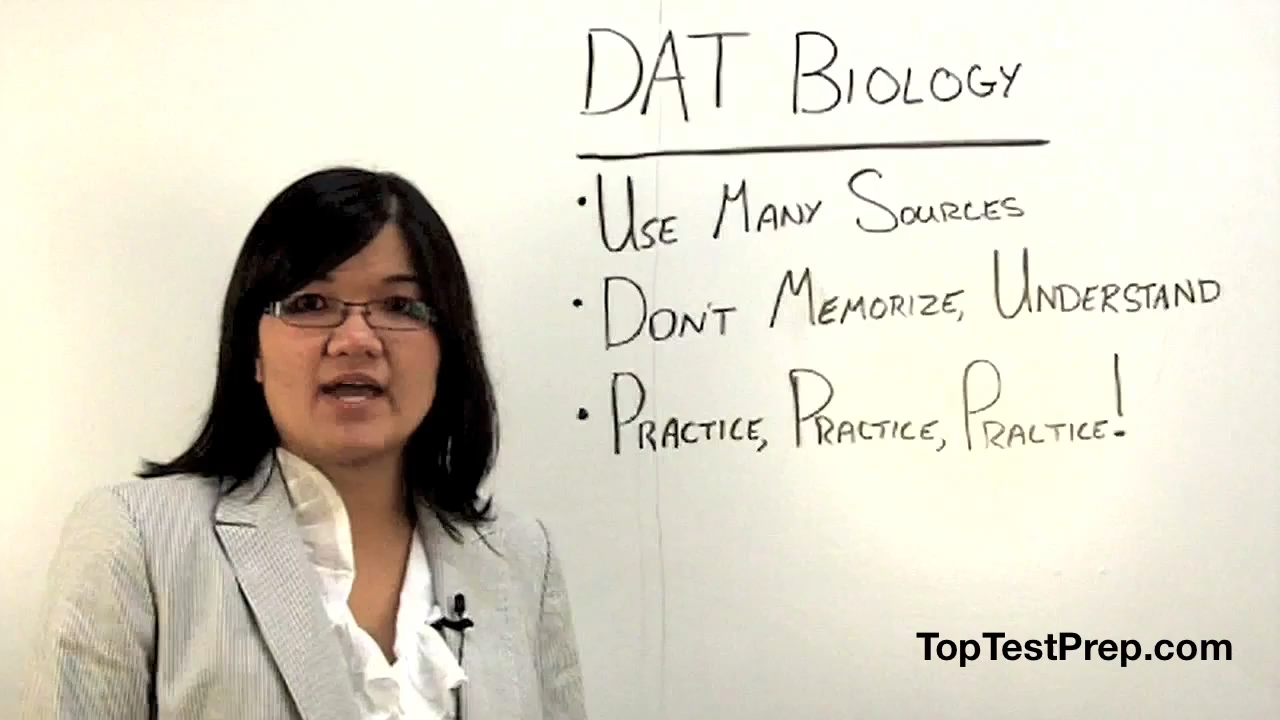 DAT BIOLOGY
• USE MANY SOURCES
• DON'T MEMORIZE, UNDERSTAND
• PRACTICE, PRACTICE, PRACTICE!
TopTestPrep.com